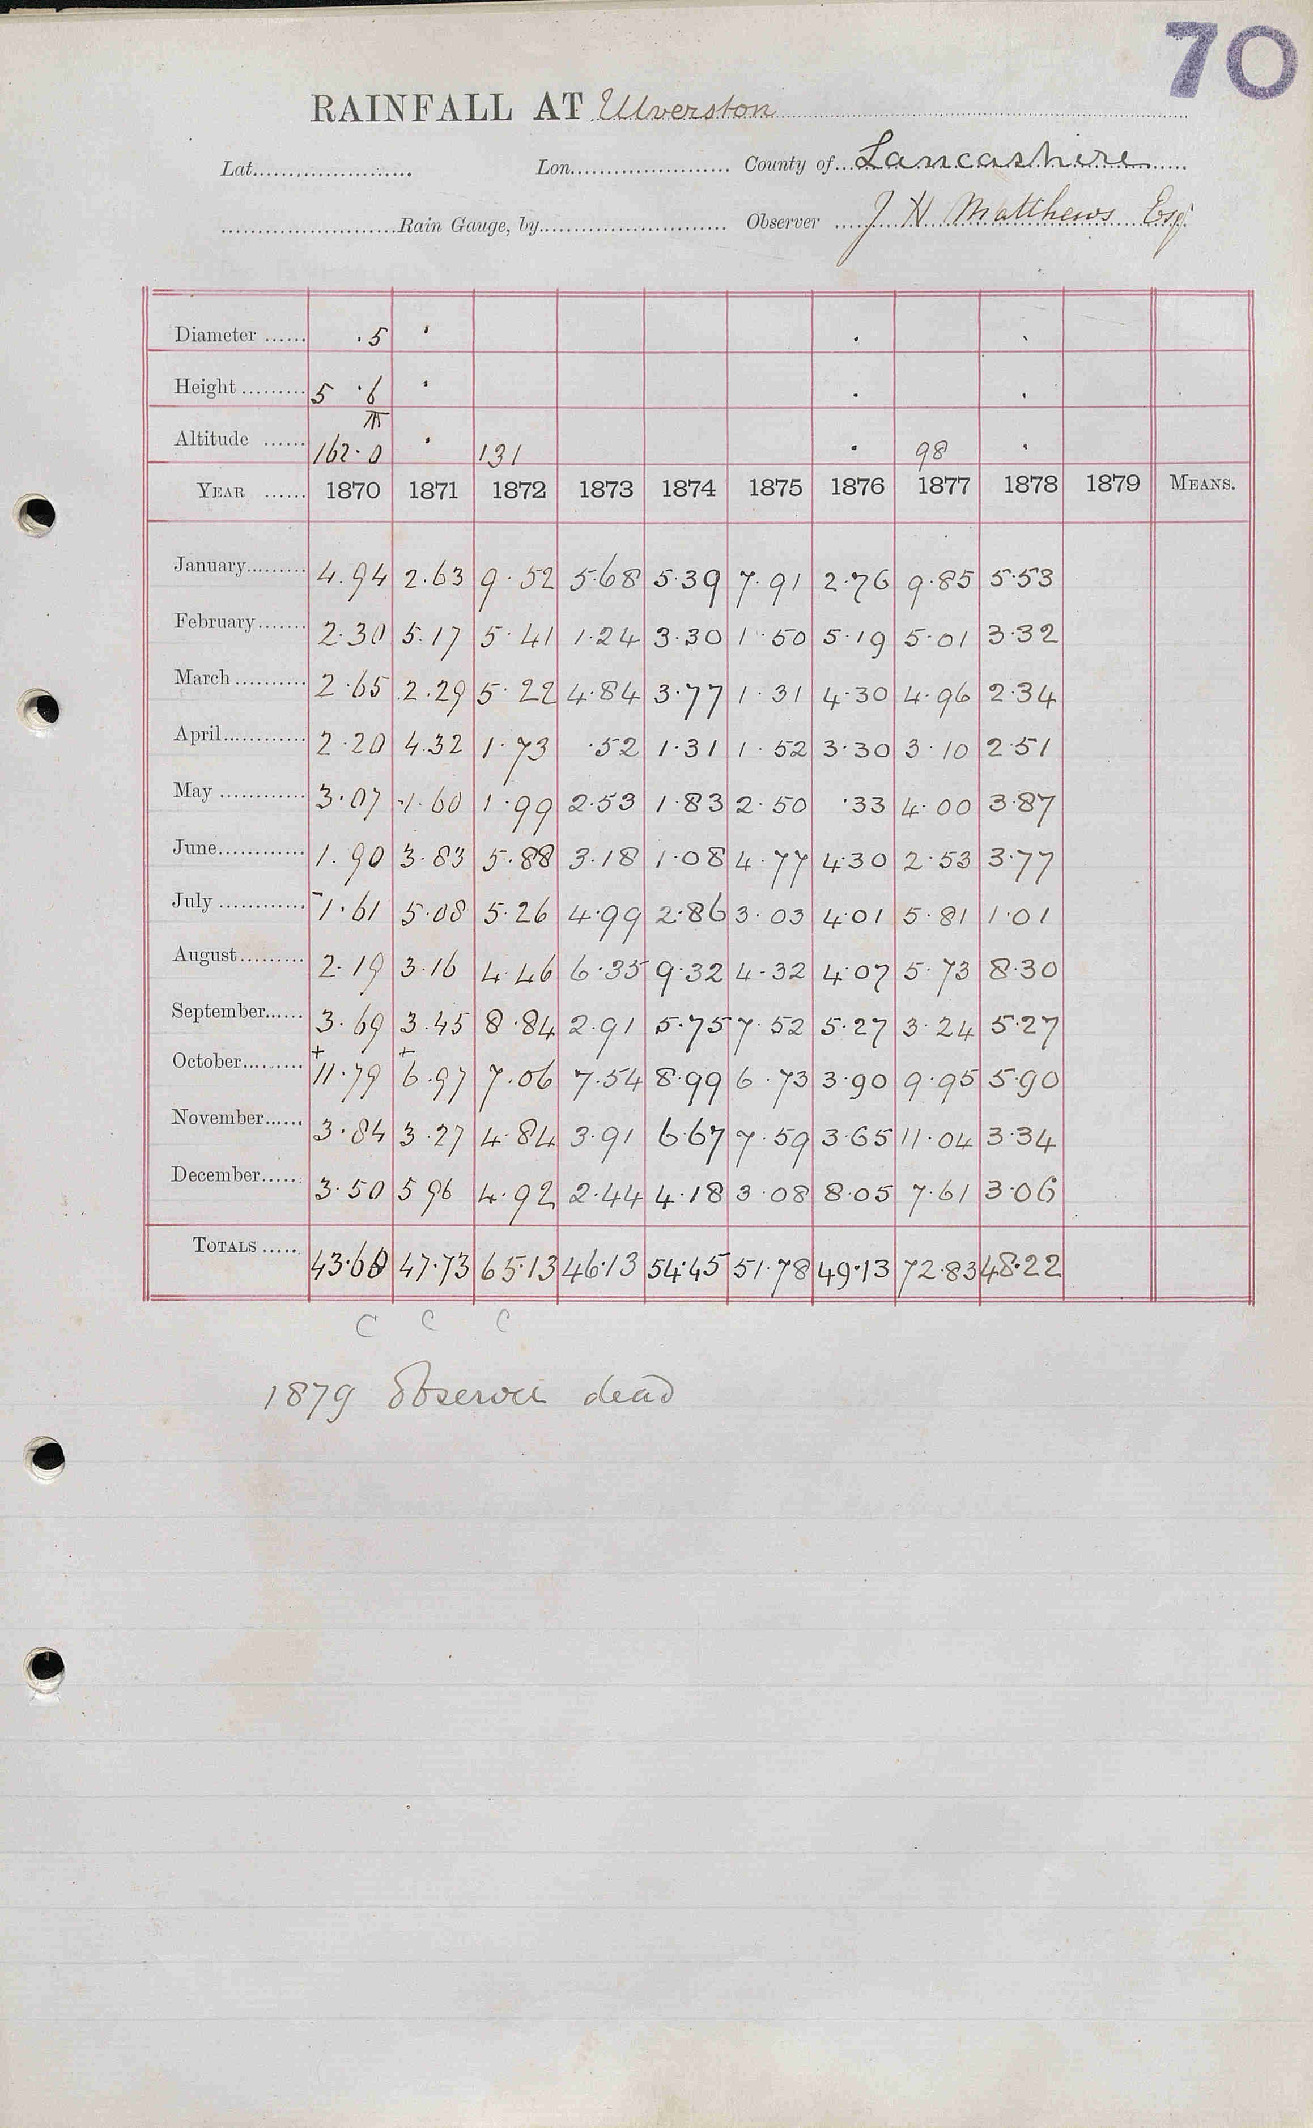 70
RAINFALL AT Ulverston
Lat. Lon. County of Lancashire
Rain Gauge, by Observer J H Matthews Esq.
Diameter ·5
Height 5 ·6
Altitude 162·0 131 98
YEAR 1870 1871 1872 1873 1874 1875 1876 1877 1878 1879 MEANS.
January 4.94 2.63 9.52 5.68 5.39 7.91 2.76 9.85 5.53
February 2.30 5.17 5.41 1.24 3.30 1.50 5.19 5.01 3.32
March 2.65 2.29 5.22 4.84 3.77 1.31 4.30 4.96 2.34
April 2.20 4.32 1.73 .52 1.31 1.52 3.30 3.10 2.51
May 3.07 1.60 1.99 2.53 1.83 2.50 .33 4.00 3.87
June 1.90 3.83 5.88 3.18 1.08 4.77 4.30 2.53 3.77
July 1.61 5.08 5.26 4.99 2.86 3.03 4.01 5.81 1.01
August 2.19 3.16 4.46 6.35 9.32 4.32 4.07 5.73 8.30
September 3.69 3.45 8.84 2.91 5.75 7.52 5.27 3.24 5.27
+ +
October 11.79 6.97 7.06 7.54 8.99 6.73 3.90 9.95 5.90
November 3.84 3.27 4.84 3.91 6.67 7.59 3.65 11.04 3.34
December 3.50 5 96 4.92 2.44 4.18 3.08 8.05 7.61 3.06
TOTALS 43.68 47.73 65.13 46.13 54.45 51.78 49.13 72.83 48.22
C C C
1879 Observer dead